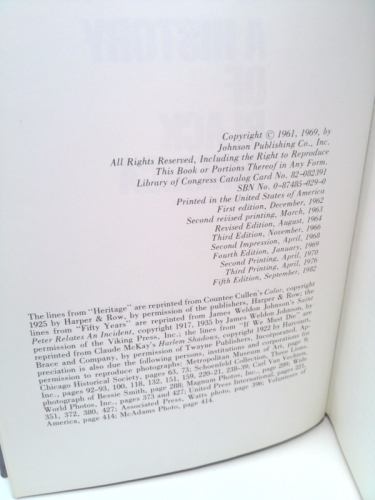 Copyright © 1961, 1969, by
Johnson Publishing Co., Inc.
All Rights Reserved, Including the Right to Reproduce
This Book or Portions Thereof in Any Form.
Library of Congress Catalog Card No. 82-082391
SBN No. 0-87485-029-0
Printed in the United States of America
First edition, December, 1962
Second revised printing, March, 1963
Revised Edition, August, 1964
Third Edition, November, 1966
Second Impression, April, 1968
Fourth Edition, January, 1969
Second Printing, April, 1970
Third Printing, April, 1976
Fifth Edition, September, 1982
The lines from "Heritage" are reprinted from Countee Cullen's Color, copyright
1925 by Harper & Row, by permission of the publishers, Harper & Row; the
lines from "Fifty Years" are reprinted from James Weldon Johnson's Saint
Peter Relates An Incident, copyright 1917, 1935 by James Weldon Johnson, by
permission of the Viking Press, Inc.; the lines from "If We Must Die" are
reprinted from Claude McKay's Harlem Shadows, copyright 1922 by Harcourt,
Brace and Company, by permission of Twayne Publishers, Incorporated. Ap-
preciation is also due the following persons, institutions and corporations for
permission to reproduce photographs: Metropolitan Museum of Art, page 9;
Chicago Historical Society, pages 63, 73; Schoenfeld Collection, Three Lions,
Inc., pages 92-93, 100, 118, 132, 151, 159, 220-21, 238-39; Carl Van Vechten,
photograph of Bessie Smith, page 288; Magnum Photos, Inc., page 299; Wide
World Photos, Inc., pages 373 and 427; United Press International, pages
351, 372, 380, 427; Associated Press, Watts photo, page 396; Volunteers of
America, page 414; McAdams Photo, page 414.